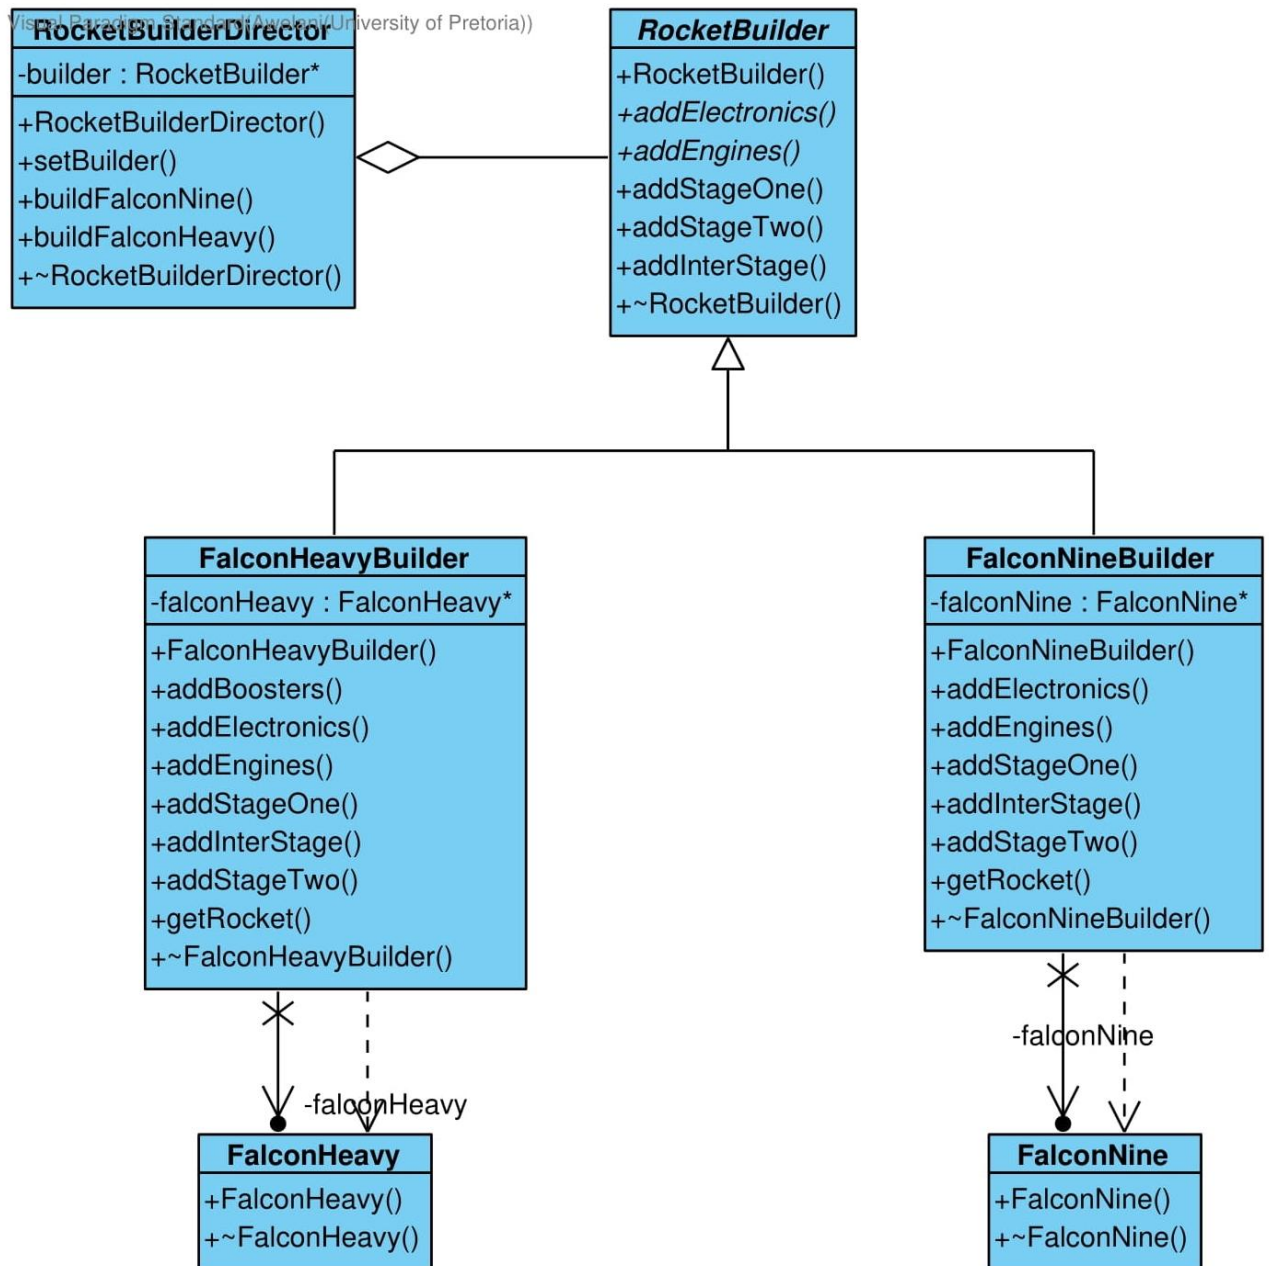 Visual Paradigm Standard(Awelani(University of Pretoria))
RocketBuilderDirector
-builder : RocketBuilder*
+RocketBuilderDirector()
+setBuilder()
+buildFalconNine()
+buildFalconHeavy()
+~RocketBuilderDirector()
RocketBuilder
+RocketBuilder()
+addElectronics()
+addEngines()
+addStageOne()
+addStageTwo()
+addInterStage()
+~RocketBuilder()
FalconHeavyBuilder
-falconHeavy : FalconHeavy*
+FalconHeavyBuilder()
+addBoosters()
+addElectronics()
+addEngines()
+addStageOne()
+addInterStage()
+addStageTwo()
+getRocket()
+~FalconHeavyBuilder()
FalconNineBuilder
-falconNine : FalconNine*
+FalconNineBuilder()
+addElectronics()
+addEngines()
+addStageOne()
+addInterStage()
+addStageTwo()
+getRocket()
+~FalconNineBuilder()
-falconHeavy
-falconNine
FalconHeavy
+FalconHeavy()
+~FalconHeavy()
FalconNine
+FalconNine()
+~FalconNine()